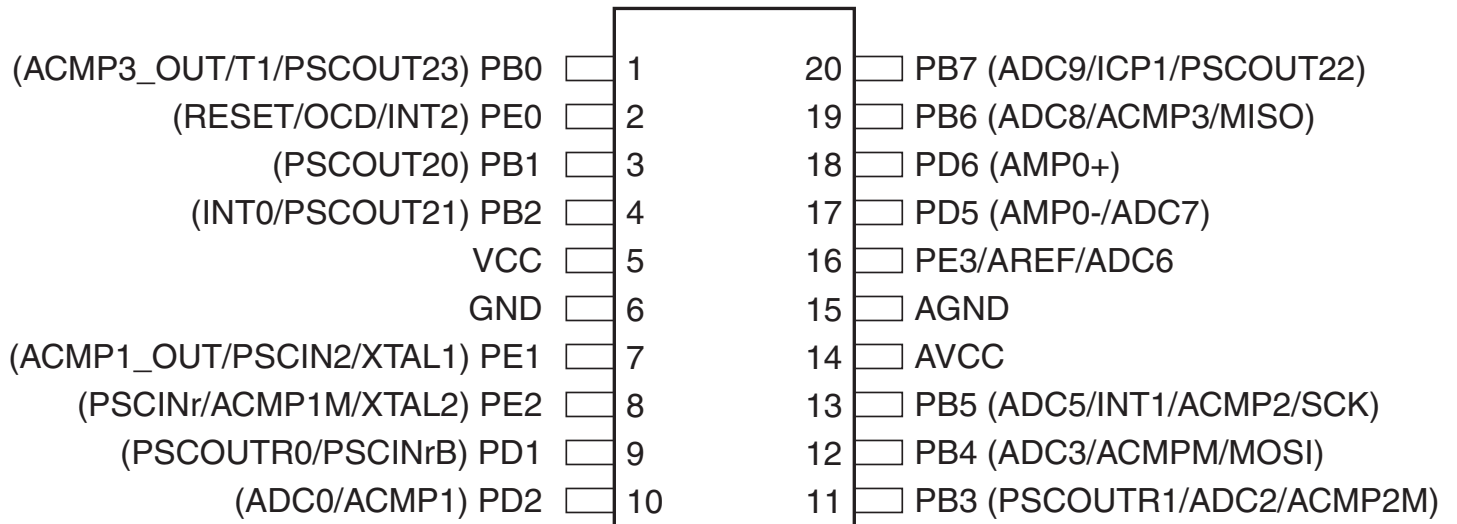 (ACMP3_OUT/T1/PSCOUT23) PB0 1 20 PB7 (ADC9/ICP1/PSCOUT22)
(RESET/OCD/INT2) PE0 2 19 PB6 (ADC8/ACMP3/MISO)
(PSCOUT20) PB1 3 18 PD6 (AMP0+)
(INT0/PSCOUT21) PB2 4 17 PD5 (AMP0-/ADC7)
VCC 5 16 PE3/AREF/ADC6
GND 6 15 AGND
(ACMP1_OUT/PSCIN2/XTAL1) PE1 7 14 AVCC
(PSCINr/ACMP1M/XTAL2) PE2 8 13 PB5 (ADC5/INT1/ACMP2/SCK)
(PSCOUTR0/PSCINrB) PD1 9 12 PB4 (ADC3/ACMPM/MOSI)
(ADC0/ACMP1) PD2 10 11 PB3 (PSCOUTR1/ADC2/ACMP2M)